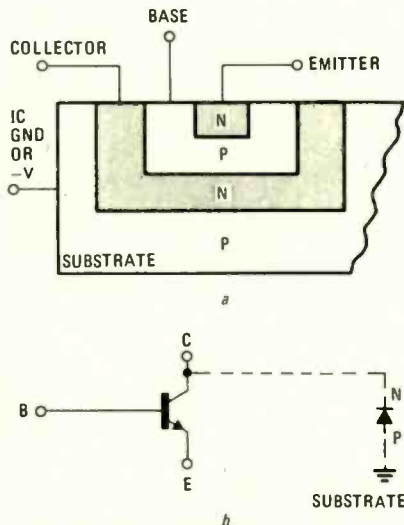 BASE
COLLECTOR
EMITTER
IC
GND
OR
−V
N
P
N
P
SUBSTRATE
a
C
B
E
N
P
SUBSTRATE
b